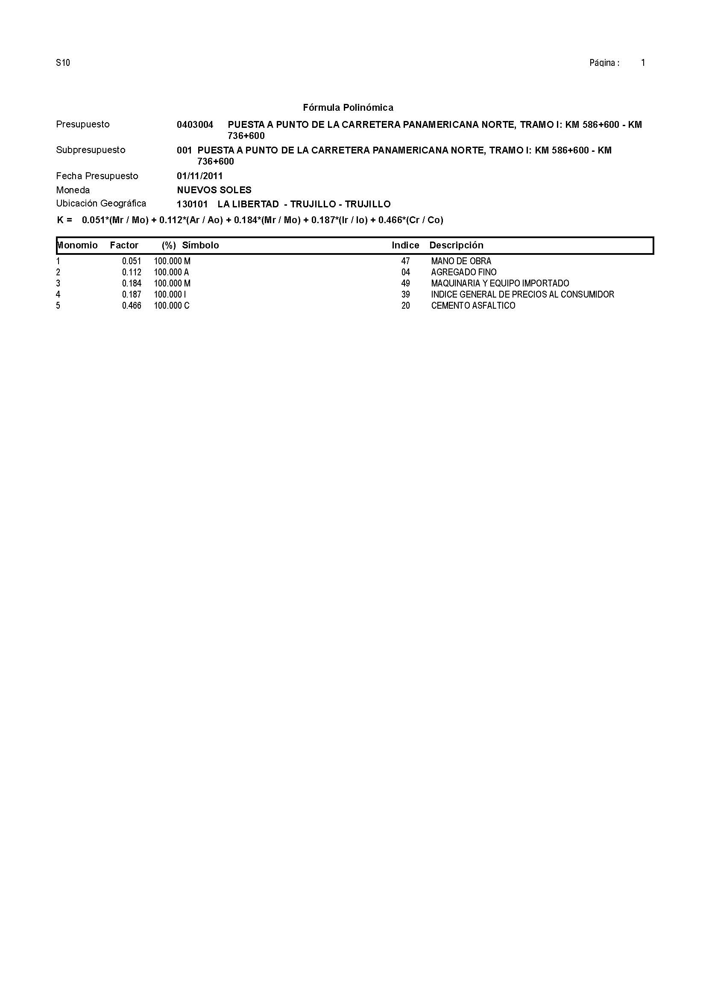 S10 Página : 1
Fórmula Polinómica
Presupuesto 0403004 PUESTA A PUNTO DE LA CARRETERA PANAMERICANA NORTE, TRAMO I: KM 586+600 - KM
736+600
Subpresupuesto 001 PUESTA A PUNTO DE LA CARRETERA PANAMERICANA NORTE, TRAMO I: KM 586+600 - KM
736+600
Fecha Presupuesto 01/11/2011
Moneda NUEVOS SOLES
Ubicación Geográfica 130101 LA LIBERTAD - TRUJILLO - TRUJILLO
K = 0.051*(Mr / Mo) + 0.112*(Ar / Ao) + 0.184*(Mr / Mo) + 0.187*(Ir / Io) + 0.466*(Cr / Co)
Monomio Factor (%) Símbolo Indice Descripción
1 0.051 100.000 M 47 MANO DE OBRA
2 0.112 100.000 A 04 AGREGADO FINO
3 0.184 100.000 M 49 MAQUINARIA Y EQUIPO IMPORTADO
4 0.187 100.000 I 39 INDICE GENERAL DE PRECIOS AL CONSUMIDOR
5 0.466 100.000 C 20 CEMENTO ASFALTICO